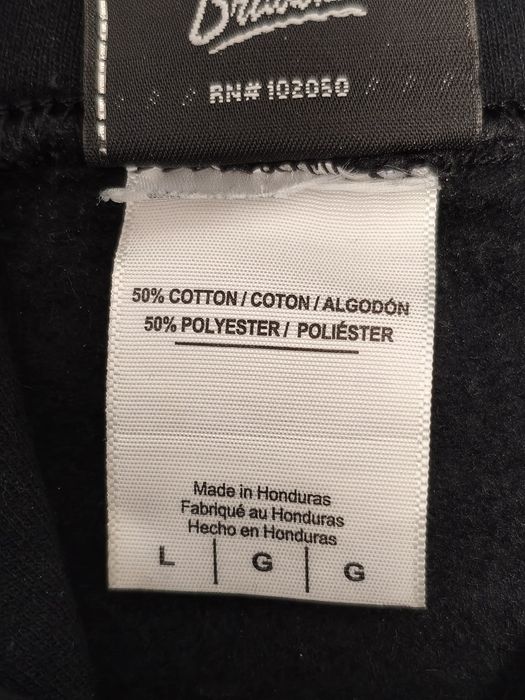 RN#102050
50% COTTON / COTON / ALGODÓN
50% POLYESTER / POLIÉSTER
Made in Honduras
Fabriqué au Honduras
Hecho en Honduras
L | G | G